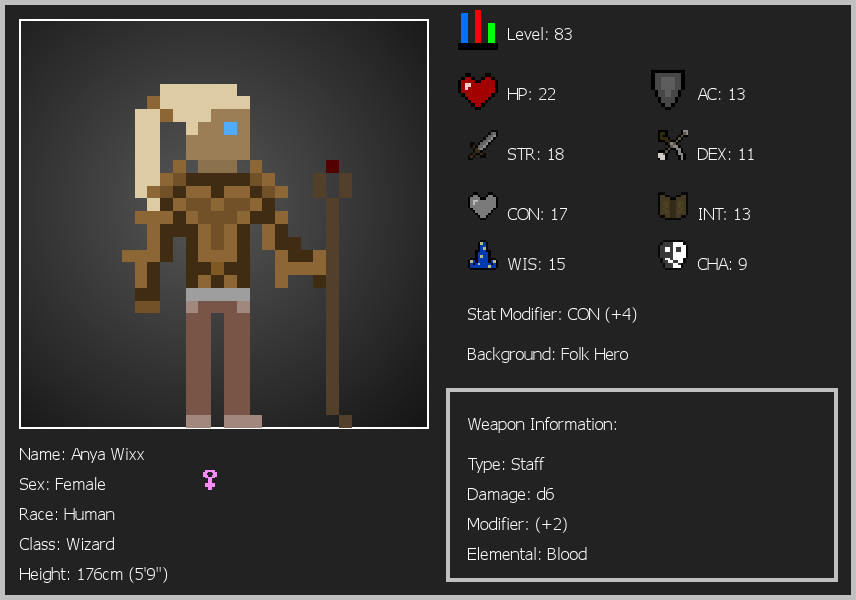 Level: 83
HP: 22
AC: 13
STR: 18
DEX: 11
CON: 17
INT: 13
WIS: 15
CHA: 9
Stat Modifier: CON (+4)
Background: Folk Hero
Weapon Information:
Type: Staff
Damage: d6
Modifier: (+2)
Elemental: Blood
Name: Anya Wixx
Sex: Female
Race: Human
Class: Wizard
Height: 176cm (5'9")